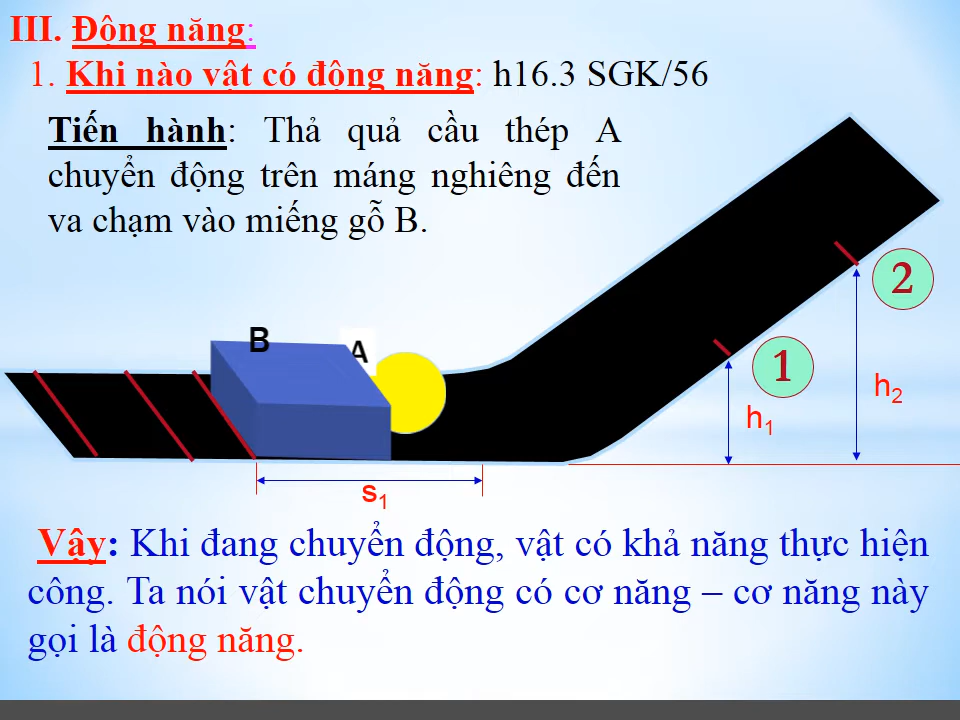 III. Động năng:
1. Khi nào vật có động năng: h16.3 SGK/56
Tiến hành: Thả quả cầu thép A
chuyển động trên máng nghiêng đến
va chạm vào miếng gỗ B.
2
B
A
1
h2
h1
s1
Vậy: Khi đang chuyển động, vật có khả năng thực hiện
công. Ta nói vật chuyển động có cơ năng – cơ năng này
gọi là động năng.